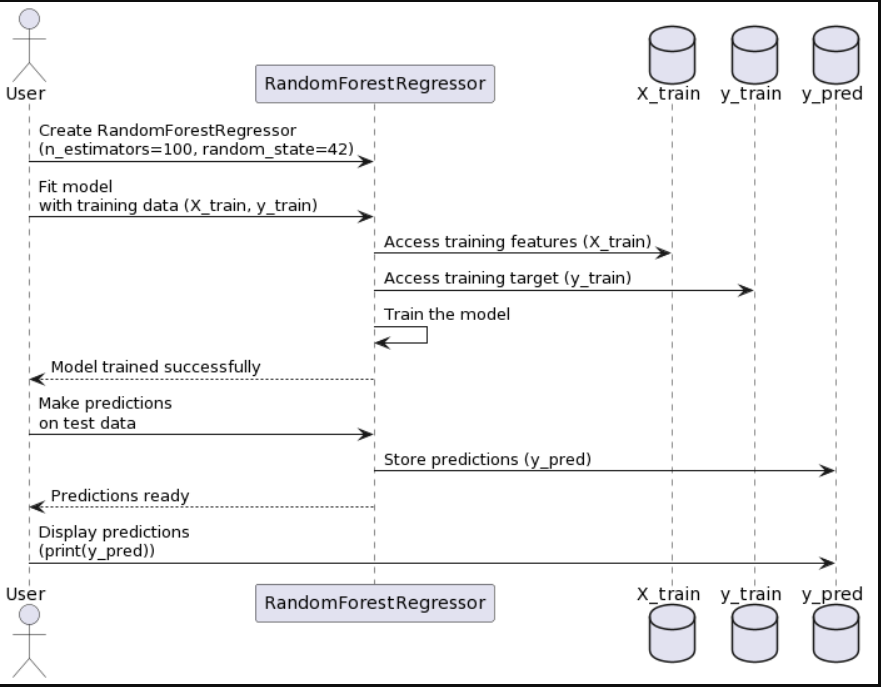 User
RandomForestRegressor
X_train
y_train
y_pred
Create RandomForestRegressor
(n_estimators=100, random_state=42)
Fit model
with training data (X_train, y_train)
Access training features (X_train)
Access training target (y_train)
Train the model
Model trained successfully
Make predictions
on test data
Store predictions (y_pred)
Predictions ready
Display predictions
(print(y_pred))
User
RandomForestRegressor
X_train
y_train
y_pred